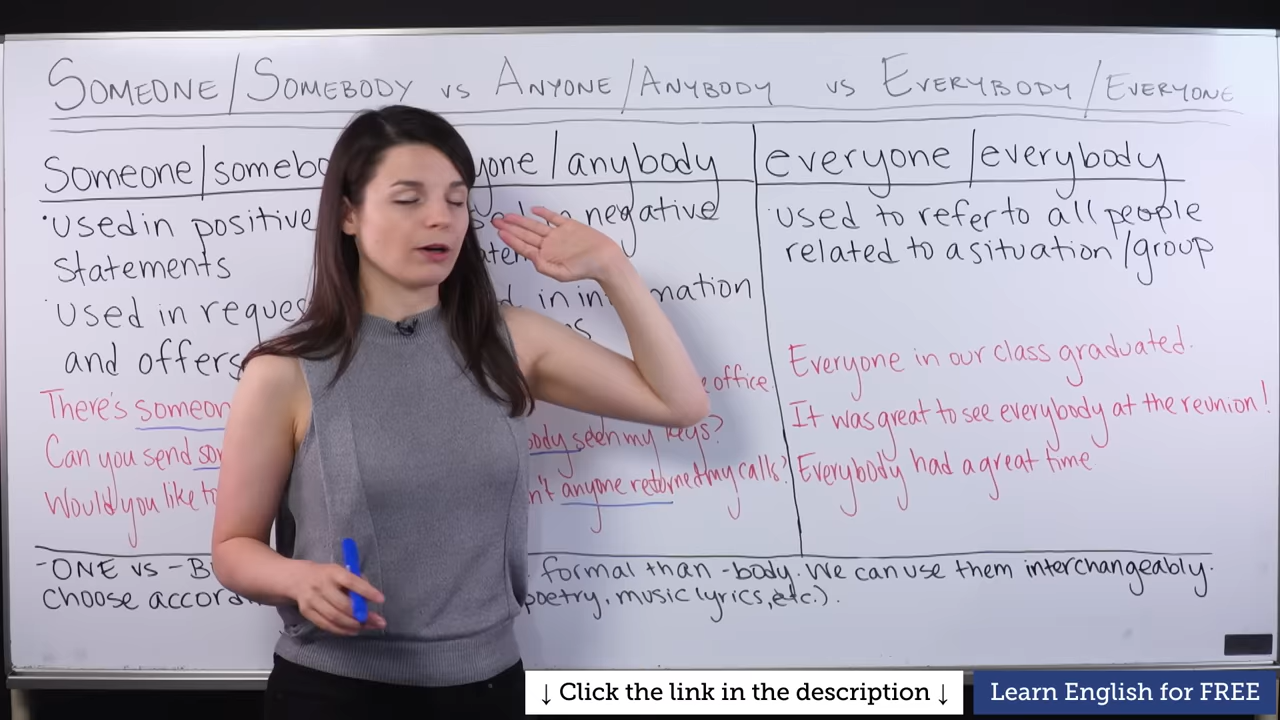 SOMEONE/SOMEBODY vs ANYONE/ANYBODY vs EVERYBODY/EVERYONE
Someone/somebo
yone/anybody
everyone/everybody
·used in positive
statements
·used in reques
and offers
There's someon
Can you send so
Would you like to
in negative
in in mation
e office.
body seen my keys?
n't anyone returned my calls?
·used to refer to all people
related to a situation/group
Everyone in our class graduated.
It was great to see everybody at the reunion!
Everybody had a great time
-ONE vs -B formal than -body. We can use them interchangeably.
Choose accord poetry, music lyrics, etc.).
↓ Click the link in the description ↓
Learn English for FREE